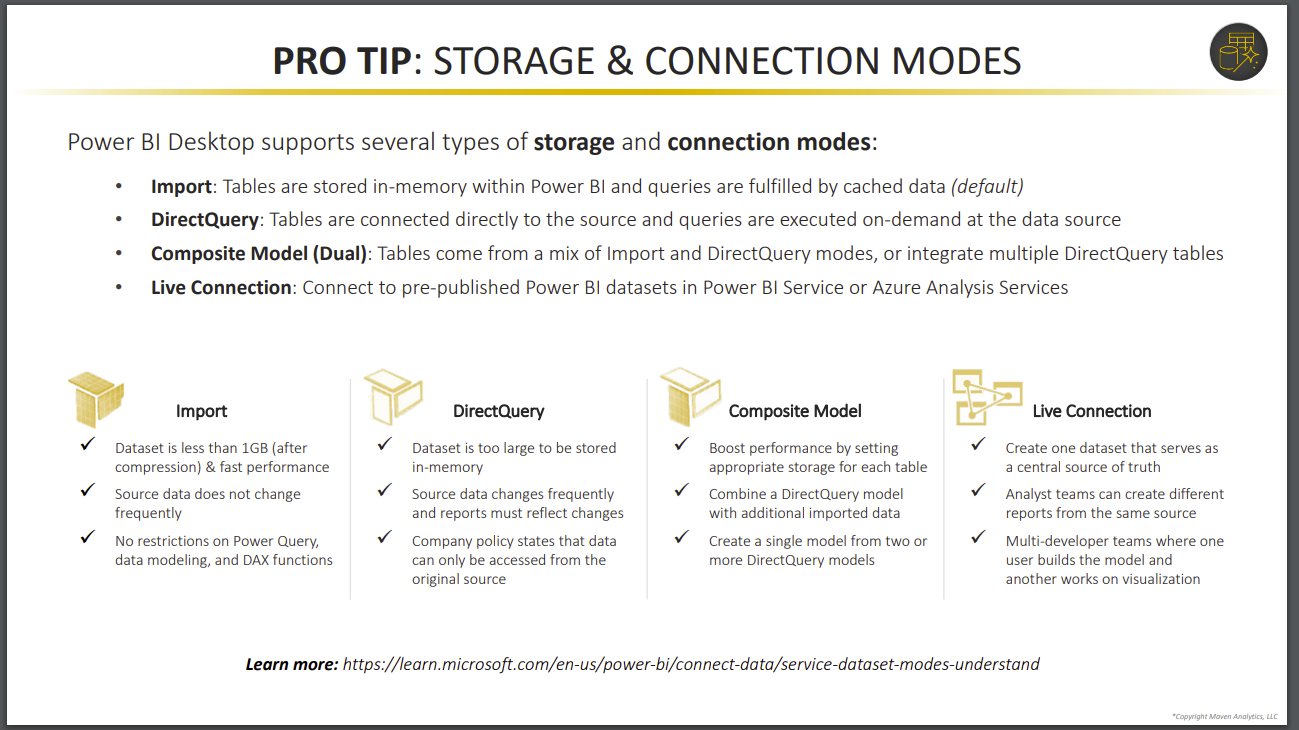 PRO TIP: STORAGE & CONNECTION MODES
Power BI Desktop supports several types of storage and connection modes:
• Import: Tables are stored in-memory within Power BI and queries are fulfilled by cached data (default)
• DirectQuery: Tables are connected directly to the source and queries are executed on-demand at the data source
• Composite Model (Dual): Tables come from a mix of Import and DirectQuery modes, or integrate multiple DirectQuery tables
• Live Connection: Connect to pre-published Power BI datasets in Power BI Service or Azure Analysis Services
Import
✓ Dataset is less than 1GB (after
compression) & fast performance
✓ Source data does not change
frequently
✓ No restrictions on Power Query,
data modeling, and DAX functions
DirectQuery
✓ Dataset is too large to be stored
in-memory
✓ Source data changes frequently
and reports must reflect changes
✓ Company policy states that data
can only be accessed from the
original source
Composite Model
✓ Boost performance by setting
appropriate storage for each table
✓ Combine a DirectQuery model
with additional imported data
✓ Create a single model from two or
more DirectQuery models
Live Connection
✓ Create one dataset that serves as
a central source of truth
✓ Analyst teams can create different
reports from the same source
✓ Multi-developer teams where one
user builds the model and
another works on visualization
Learn more: https://learn.microsoft.com/en-us/power-bi/connect-data/service-dataset-modes-understand
*Copyright Maven Analytics, LLC